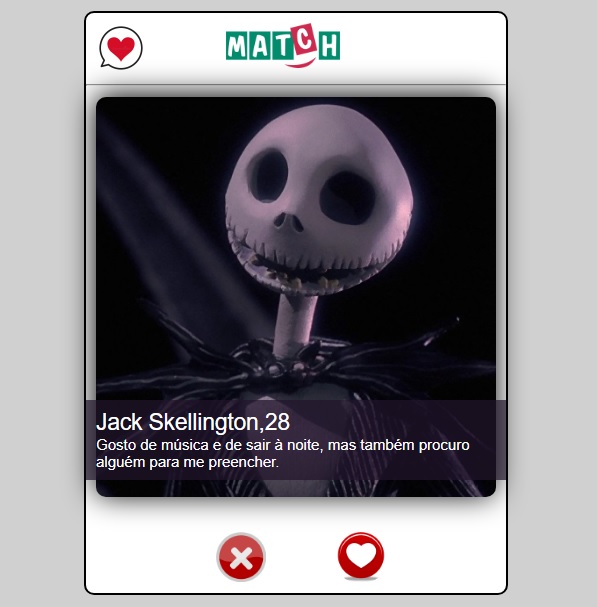 MATCH
Jack Skellington,28
Gosto de música e de sair à noite, mas também procuro
alguém para me preencher.